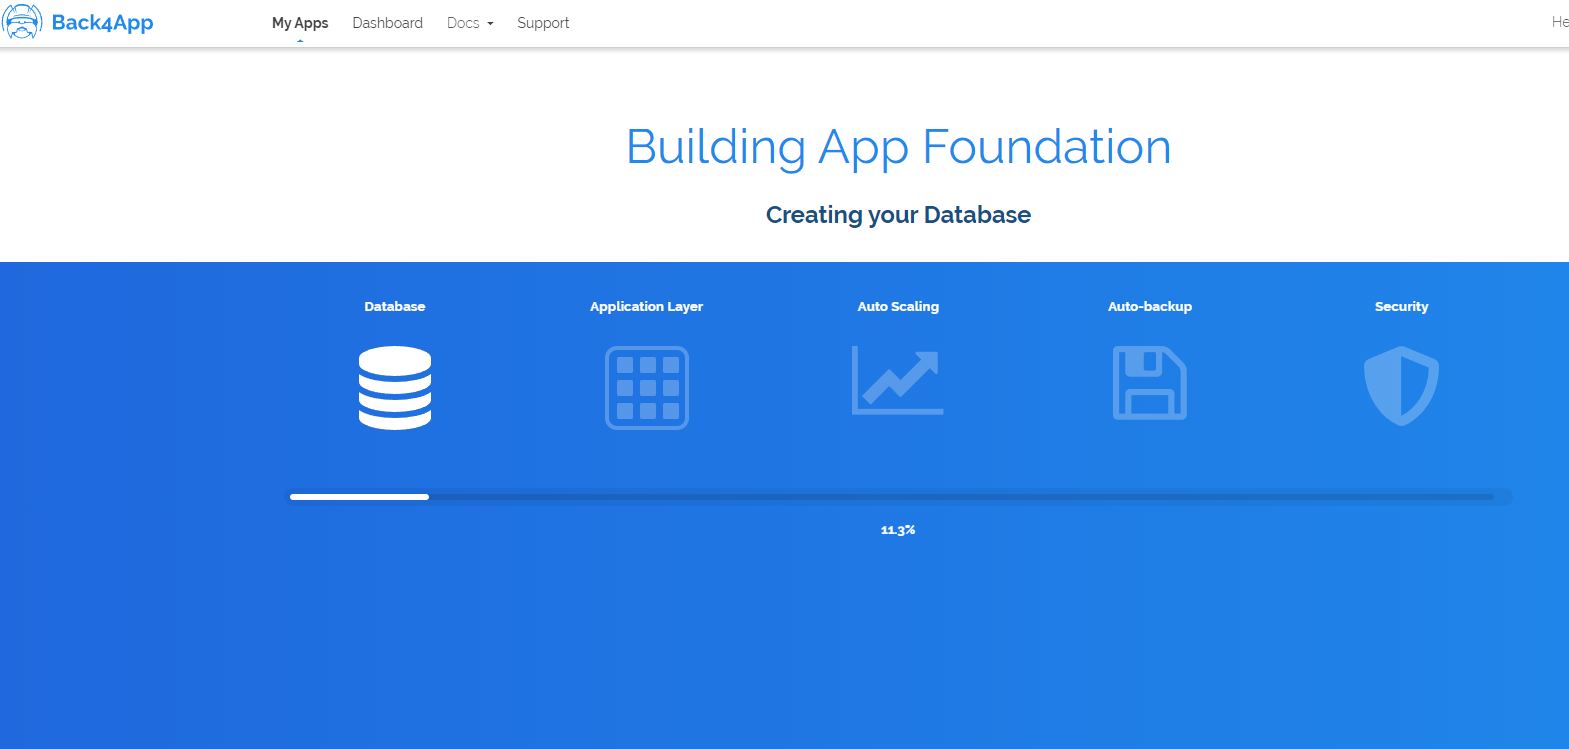 Back4App My Apps Dashboard Docs Support He
Building App Foundation
Creating your Database
Database Application Layer Auto Scaling Auto-backup Security
11.3%